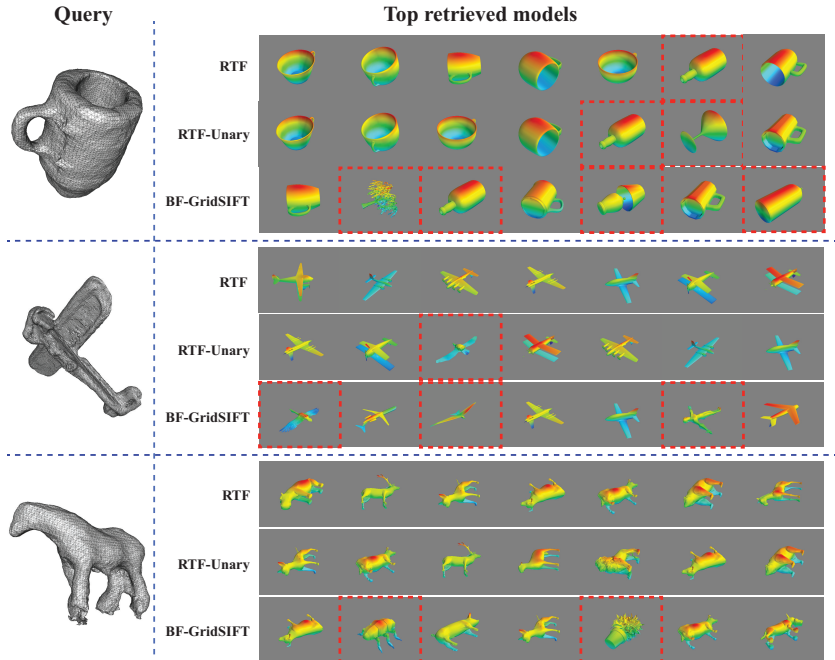 Query
Top retrieved models
RTF
RTF-Unary
BF-GridSIFT
RTF
RTF-Unary
BF-GridSIFT
RTF
RTF-Unary
BF-GridSIFT